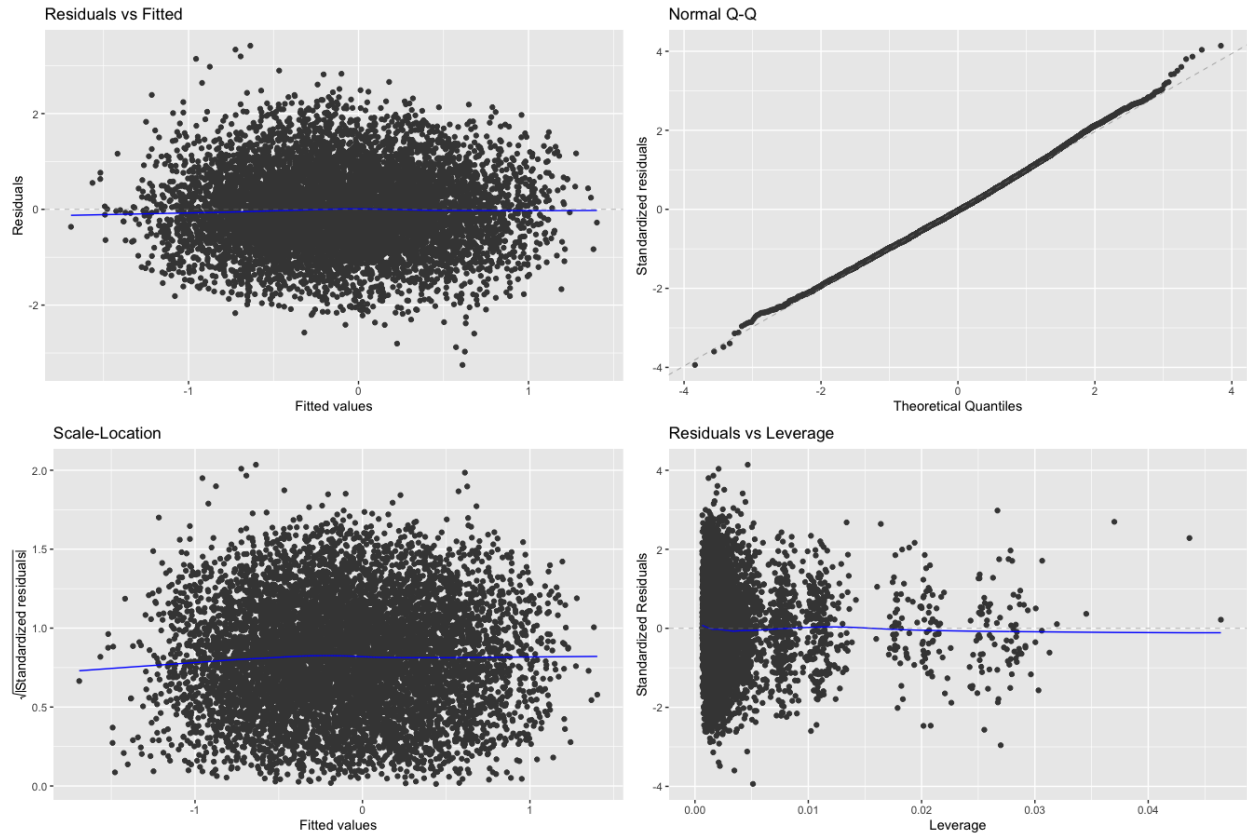 Residuals vs Fitted
2
0
-2
Residuals
-1
0
1
Fitted values
Normal Q-Q
4
2
0
-2
-4
Standardized residuals
-4
-2
0
2
4
Theoretical Quantiles
Scale-Location
2.0
1.5
1.0
0.5
0.0
√|Standardized residuals|
-1
0
1
Fitted values
Residuals vs Leverage
4
2
0
-2
-4
Standardized Residuals
0.00
0.01
0.02
0.03
0.04
Leverage